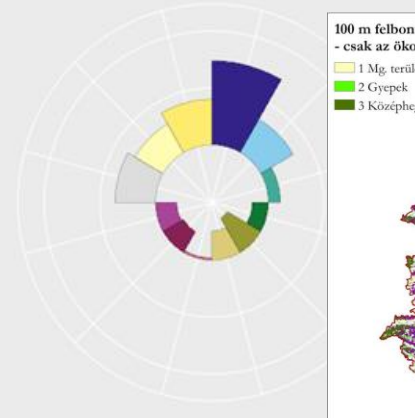 100 m felbon
- csak az öko
1 Mg. terül
2 Gyepek
3 Középhe